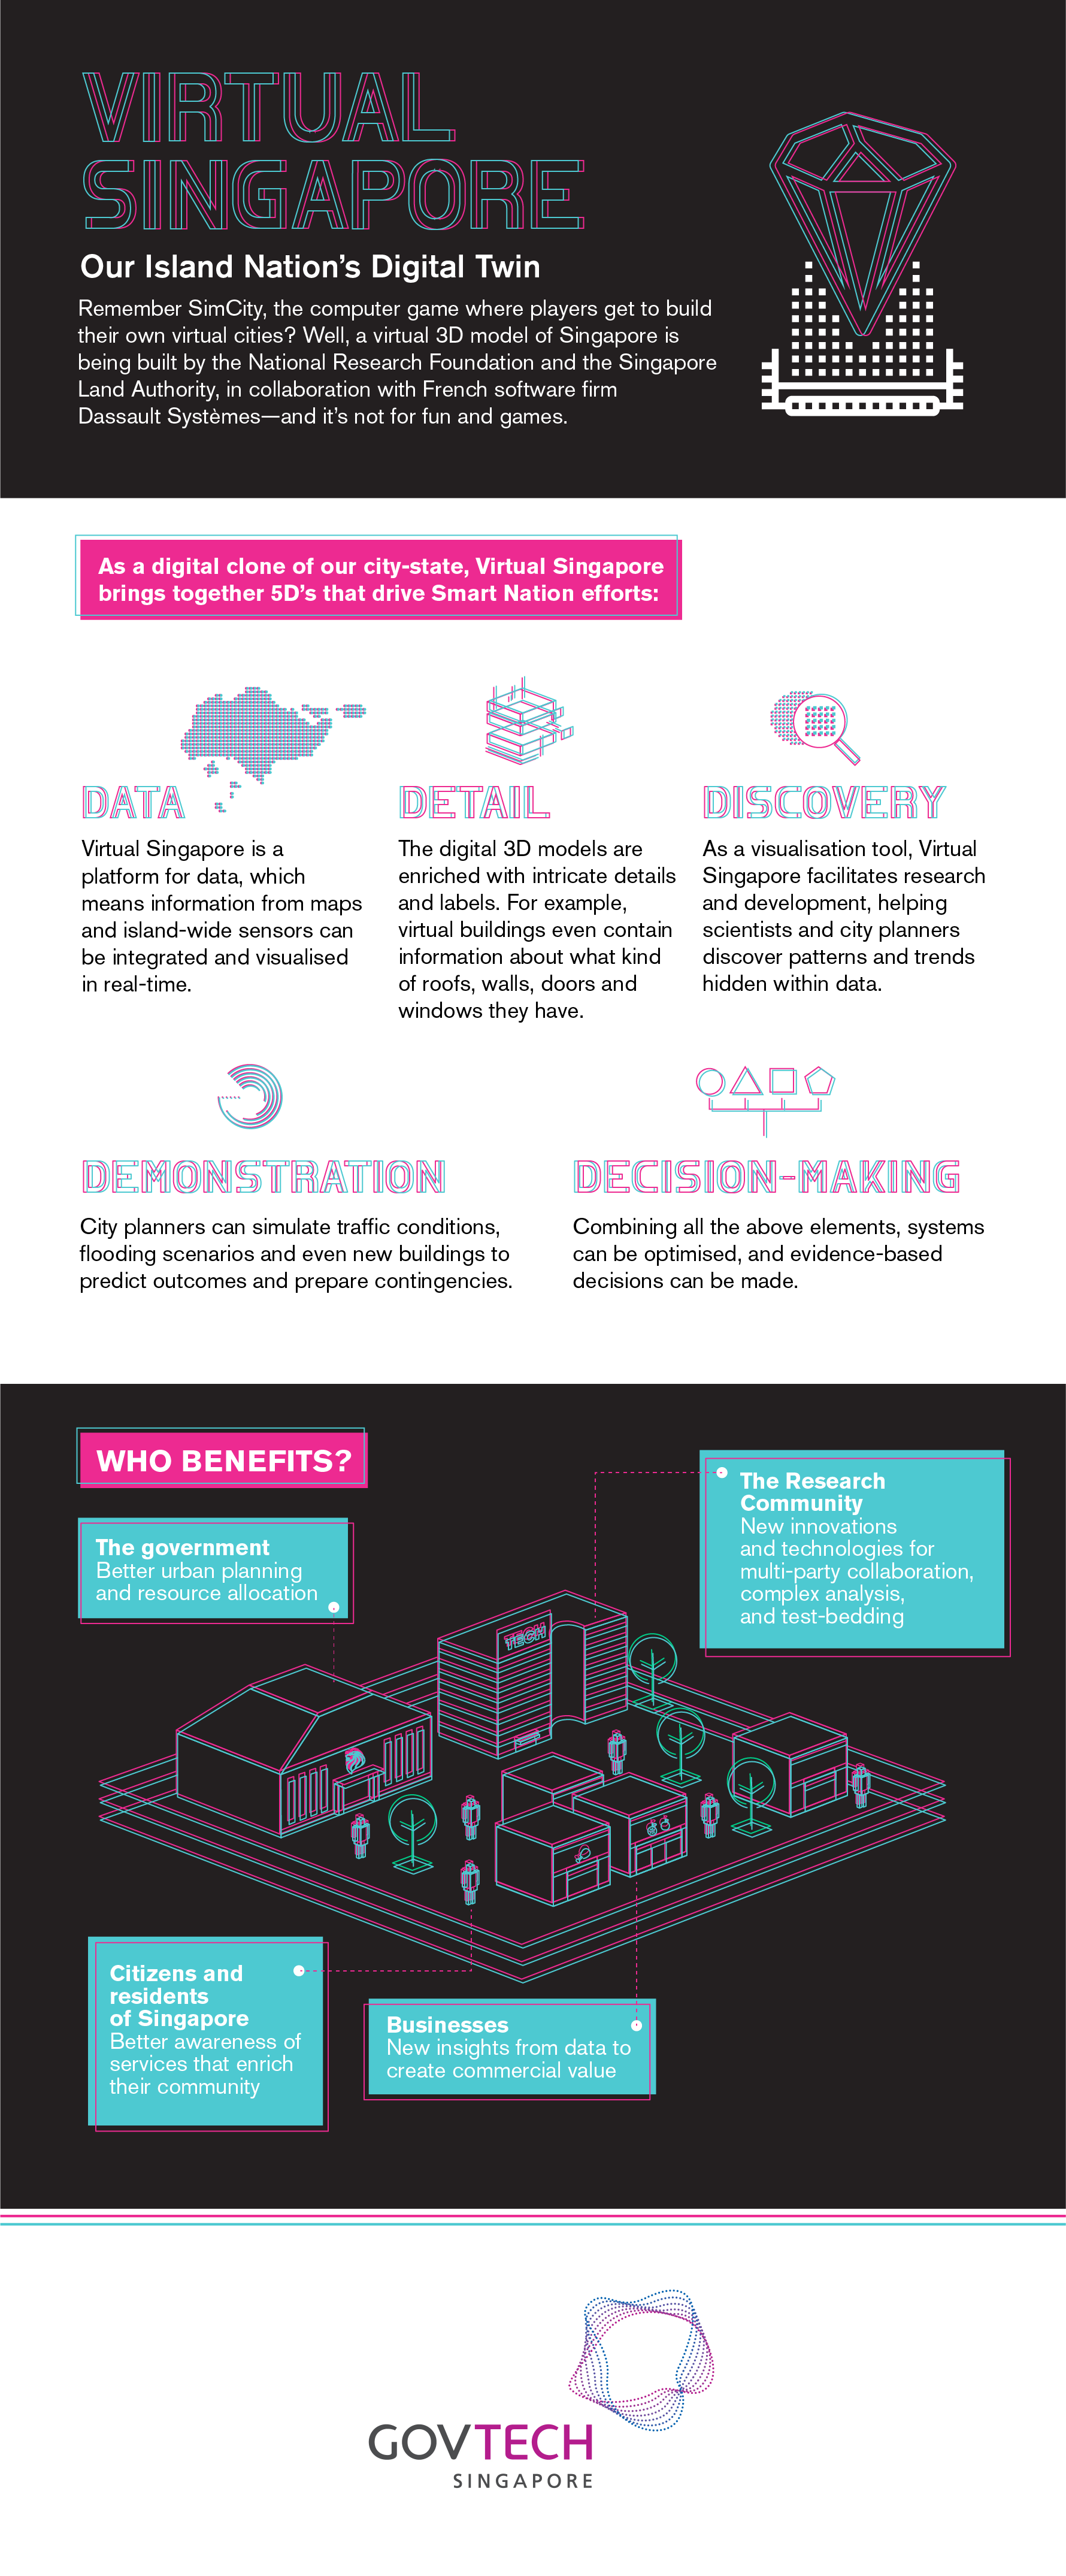 VIRTUAL
SINGAPORE
Our Island Nation's Digital Twin
Remember SimCity, the computer game where players get to build
their own virtual cities? Well, a virtual 3D model of Singapore is
being built by the National Research Foundation and the Singapore
Land Authority, in collaboration with French software firm
Dassault Systèmes—and it's not for fun and games.
As a digital clone of our city-state, Virtual Singapore
brings together 5D's that drive Smart Nation efforts:
DATA
Virtual Singapore is a
platform for data, which
means information from maps
and island-wide sensors can
be integrated and visualised
in real-time.
DETAIL
The digital 3D models are
enriched with intricate details
and labels. For example,
virtual buildings even contain
information about what kind
of roofs, walls, doors and
windows they have.
DISCOVERY
As a visualisation tool, Virtual
Singapore facilitates research
and development, helping
scientists and city planners
discover patterns and trends
hidden within data.
DEMONSTRATION
City planners can simulate traffic conditions,
flooding scenarios and even new buildings to
predict outcomes and prepare contingencies.
DECISION-MAKING
Combining all the above elements, systems
can be optimised, and evidence-based
decisions can be made.
WHO BENEFITS?
The government
Better urban planning
and resource allocation
The Research
Community
New innovations
and technologies for
multi-party collaboration,
complex analysis,
and test-bedding
TECH
Citizens and
residents
of Singapore
Better awareness of
services that enrich
their community
Businesses
New insights from data to
create commercial value
GOVTECH
SINGAPORE